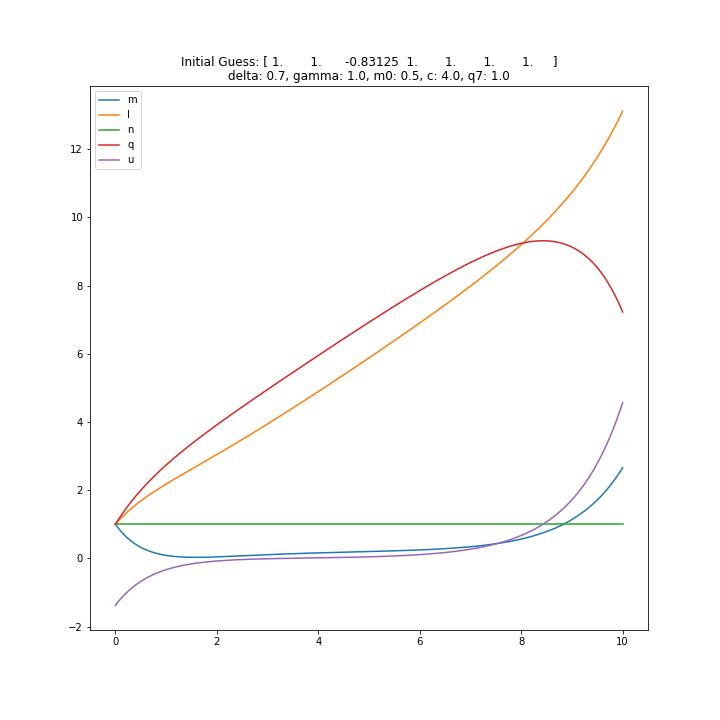 Initial Guess: [ 1. 1. -0.83125 1. 1. 1. 1. ]
delta: 0.7, gamma: 1.0, m0: 0.5, c: 4.0, q7: 1.0
m
l
n
q
u
12
10
8
6
4
2
0
−2
0 2 4 6 8 10